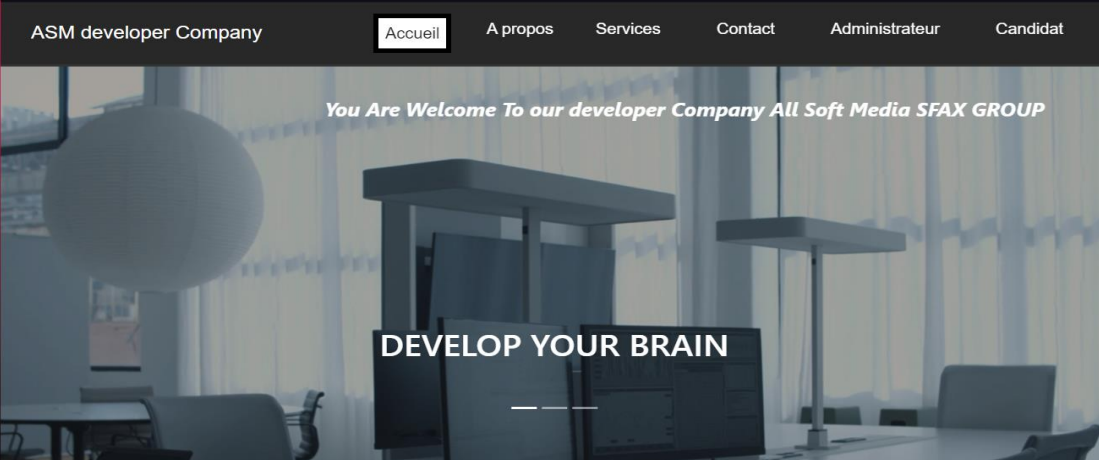 ASM developer Company Accueil A propos Services Contact Administrateur Candidat
You Are Welcome To our developer Company All Soft Media SFAX GROUP
DEVELOP YOUR BRAIN